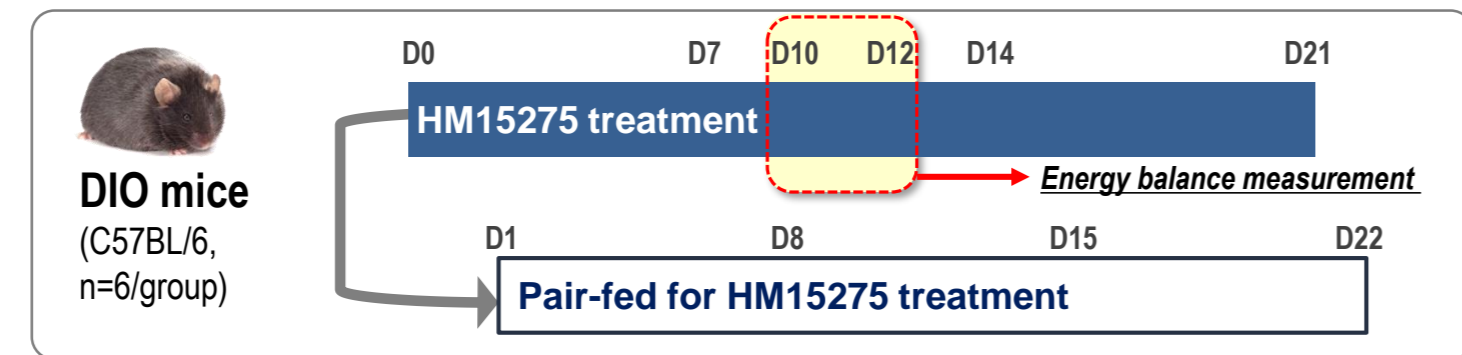 D0 D7 D10 D12 D14 D21
HM15275 treatment
Energy balance measurement
DIO mice
(C57BL/6,
n=6/group)
D1 D8 D15 D22
Pair-fed for HM15275 treatment